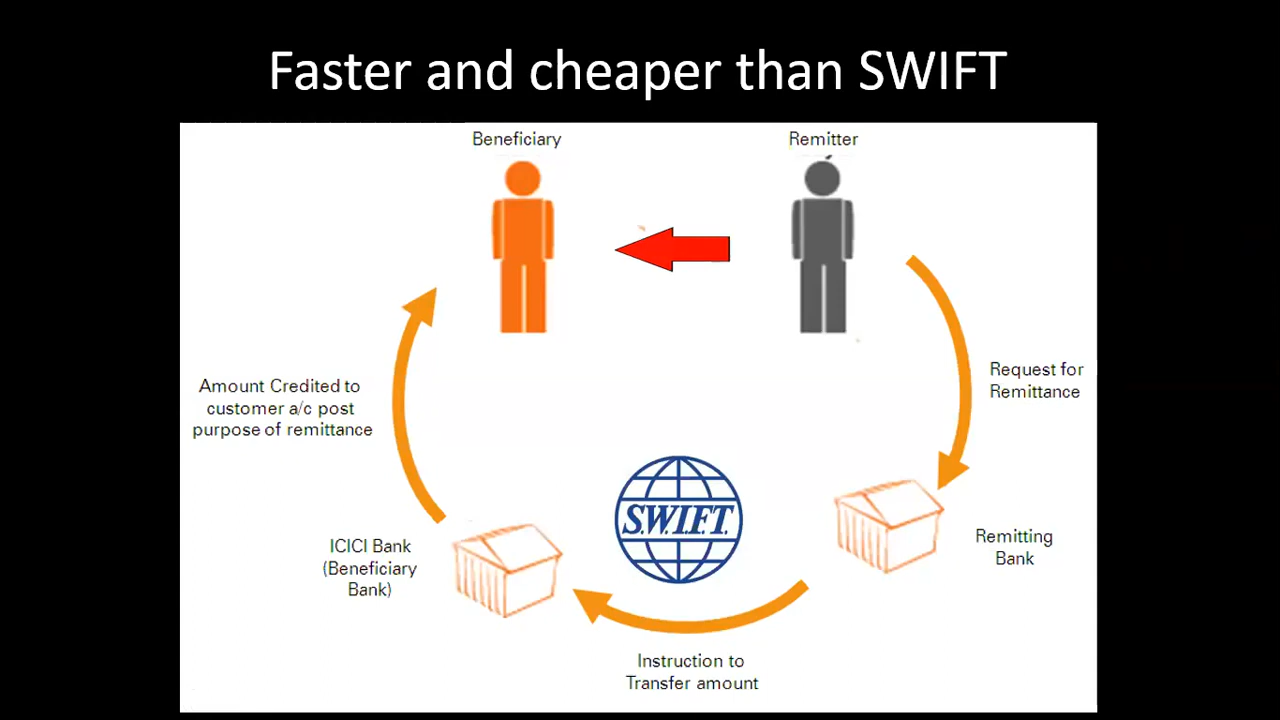 Faster and cheaper than SWIFT
Beneficiary
Remitter
Request for
Remittance
Amount Credited to
customer a/c post
purpose of remittance
S.W.I.F.T.
Remitting
Bank
ICICI Bank
(Beneficiary
Bank)
Instruction to
Transfer amount